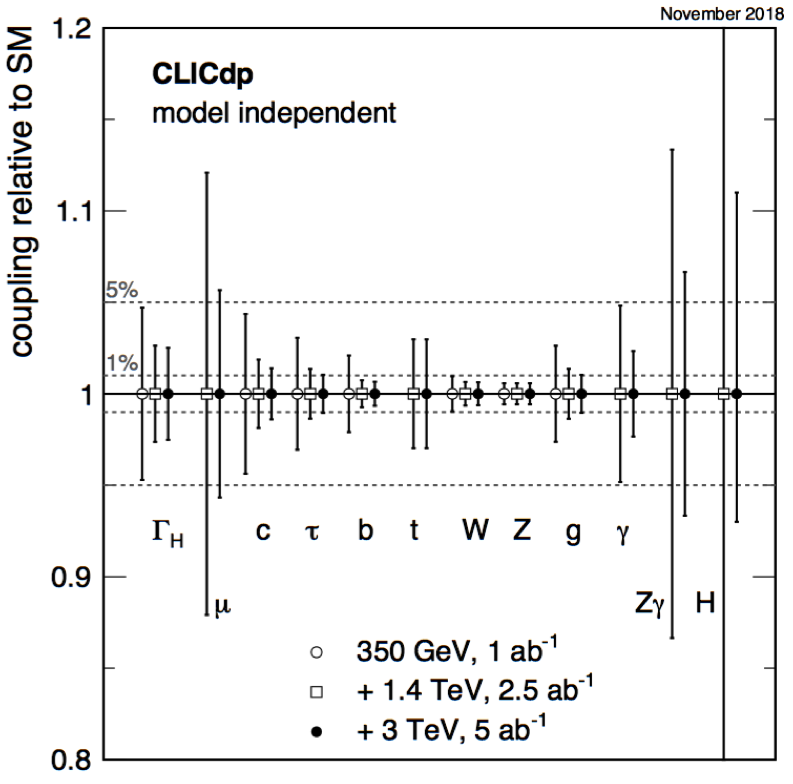 November 2018
coupling relative to SM
1.2
1.1
1
0.9
0.8
CLICdp
model independent
5%
1%
Γ_H
μ
c
τ
b
t
W
Z
g
γ
Zγ
H
350 GeV, 1 ab⁻¹
+ 1.4 TeV, 2.5 ab⁻¹
+ 3 TeV, 5 ab⁻¹